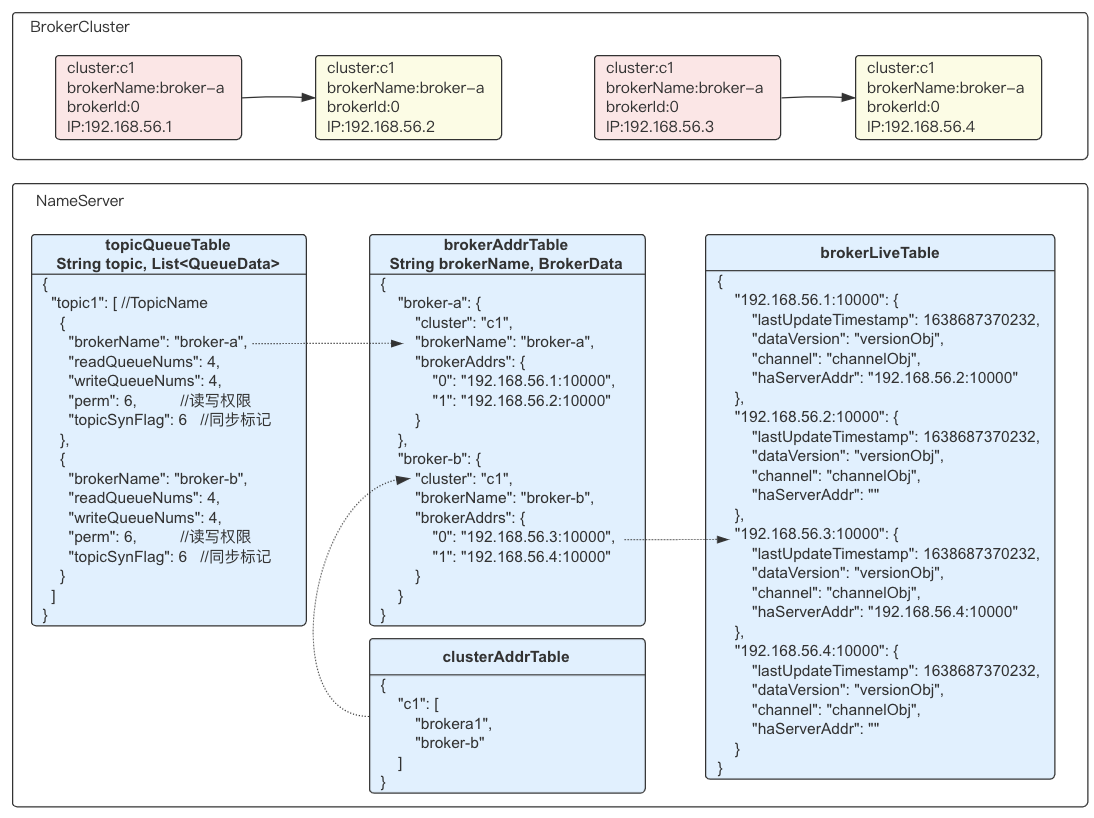 BrokerCluster
cluster:c1
brokerName:broker–a
brokerId:0
IP:192.168.56.1
cluster:c1
brokerName:broker–a
brokerId:0
IP:192.168.56.2
cluster:c1
brokerName:broker–a
brokerId:0
IP:192.168.56.3
cluster:c1
brokerName:broker–a
brokerId:0
IP:192.168.56.4
NameServer
topicQueueTable
String topic, List<QueueData>
{
"topic1": [ //TopicName
{
"brokerName": "broker-a",
"readQueueNums": 4,
"writeQueueNums": 4,
"perm": 6, //读写权限
"topicSynFlag": 6 //同步标记
},
{
"brokerName": "broker-b",
"readQueueNums": 4,
"writeQueueNums": 4,
"perm": 6, //读写权限
"topicSynFlag": 6 //同步标记
}
]
}
brokerAddrTable
String brokerName, BrokerData
{
"broker-a": {
"cluster": "c1",
"brokerName": "broker-a",
"brokerAddrs": {
"0": "192.168.56.1:10000",
"1": "192.168.56.2:10000"
}
},
"broker-b": {
"cluster": "c1",
"brokerName": "broker-b",
"brokerAddrs": {
"0": "192.168.56.3:10000",
"1": "192.168.56.4:10000"
}
}
}
clusterAddrTable
{
"c1": [
"brokera1",
"broker-b"
]
}
brokerLiveTable
{
"192.168.56.1:10000": {
"lastUpdateTimestamp": 1638687370232,
"dataVersion": "versionObj",
"channel": "channelObj",
"haServerAddr": "192.168.56.2:10000"
},
"192.168.56.2:10000": {
"lastUpdateTimestamp": 1638687370232,
"dataVersion": "versionObj",
"channel": "channelObj",
"haServerAddr": ""
},
"192.168.56.3:10000": {
"lastUpdateTimestamp": 1638687370232,
"dataVersion": "versionObj",
"channel": "channelObj",
"haServerAddr": "192.168.56.4:10000"
},
"192.168.56.4:10000": {
"lastUpdateTimestamp": 1638687370232,
"dataVersion": "versionObj",
"channel": "channelObj",
"haServerAddr": ""
}
}